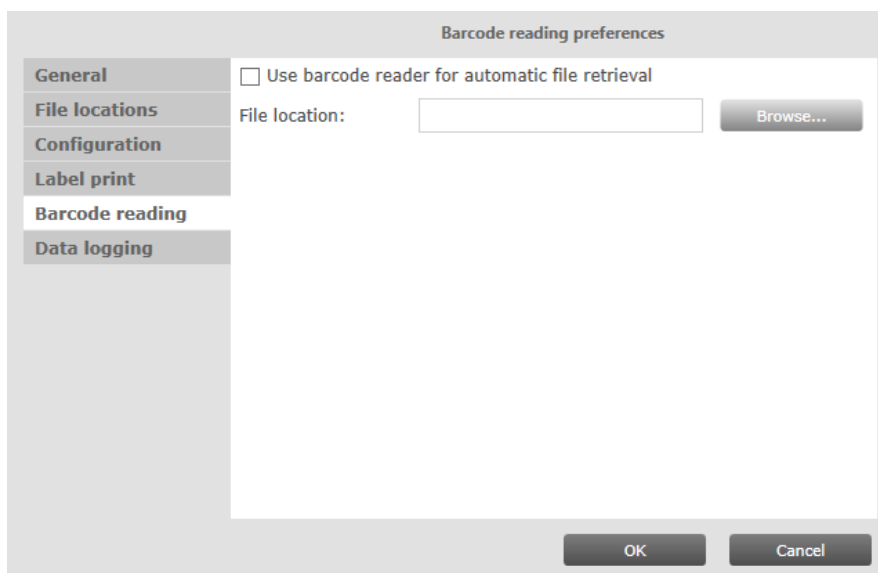 Barcode reading preferences
General
File locations
Configuration
Label print
Barcode reading
Data logging
Use barcode reader for automatic file retrieval
File location:
Browse...
OK
Cancel